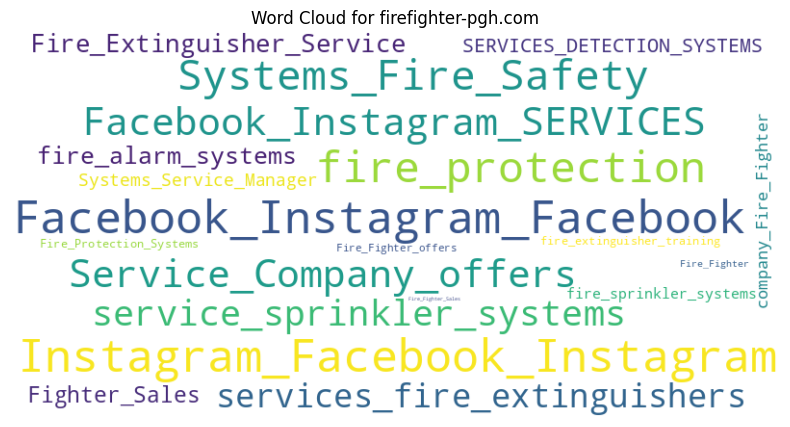 Word Cloud for firefighter-pgh.com
Fire_Extinguisher_Service
SERVICES_DETECTION_SYSTEMS
Systems_Fire_Safety
Facebook_Instagram_SERVICES
fire_alarm_systems
fire_protection
Systems_Service_Manager
company_Fire_Fighter
Facebook_Instagram_Facebook
Fire_Protection_Systems
Fire_Fighter_offers
fire_extinguisher_training
Service_Company_offers
Fire_Fighter
fire_sprinkler_systems
Fire_Fighter_Sales
service_sprinkler_systems
Instagram_Facebook_Instagram
Fighter_Sales
services_fire_extinguishers